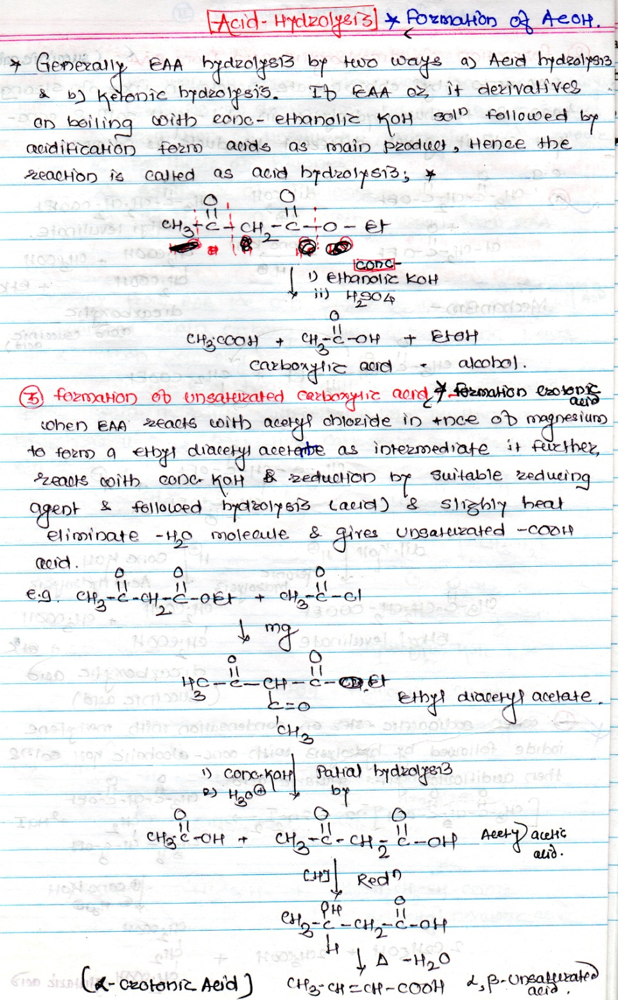 Acid-Hydrolysis * Formation of AcOH.
* Generally EAA hydrolysis by two ways a) Acid hydrolysis
& b) Ketonic hydrolysis. If EAA or it derivatives
on boiling with conc- ethanolic KOH solⁿ followed by
acidification form acids as main product, Hence the
reaction is called as acid hydrolysis; *
O O
CH₃-C-CH₂-C-O-Et
conc-
i) Ethanolic KOH
ii) H₂SO₄
O
CH₃COOH + CH₃-C-OH + EtOH
carboxylic acid - alcohol.
formation of unsaturated carboxylic acid * formation crotonic
acid
when EAA reacts with acetyl chloride in +nce of magnesium
to form a ethyl diacetyl acetate as intermediate it further,
reacts with conc- KOH & reduction by suitable reducing
agent & followed hydrolysis (acid) & slighly heat
eliminate -H₂O molecule & gives unsaturated -COOH
acid.
O O O
e.g. CH₃-C-CH₂-C-OEt + CH₃-C-Cl
↓ mg
O O
H₃C-C-CH-C-OEt
C=O Ethyl diacetyl acetate.
CH₃
1) conc.KOH Patial hydrolysis
2) H₃O⊕ by
O O O
CH₃-C-OH + CH₃-C-CH₂-C-OH Acetyl acetic
acid.
[H] Redⁿ
OH O
CH₃-C-CH₂-C-OH
H
↓ Δ -H₂O
(α-crotonic Acid) CH₃-CH=CH-COOH α,β-unsaturated
acid.